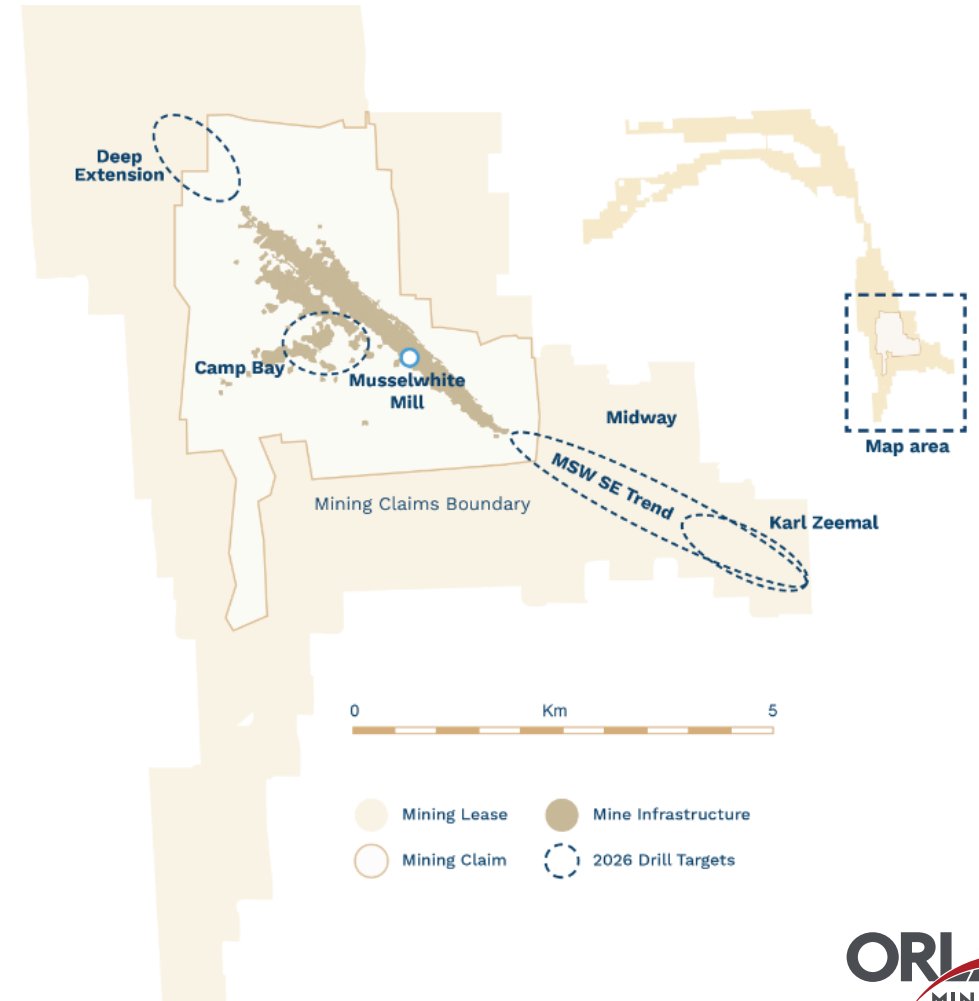 Deep
Extension
Camp Bay
Musselwhite
Mill
Midway
Map area
MSW SE Trend
Karl Zeemal
Mining Claims Boundary
0 Km 5
Mining Lease
Mine Infrastructure
Mining Claim
2026 Drill Targets